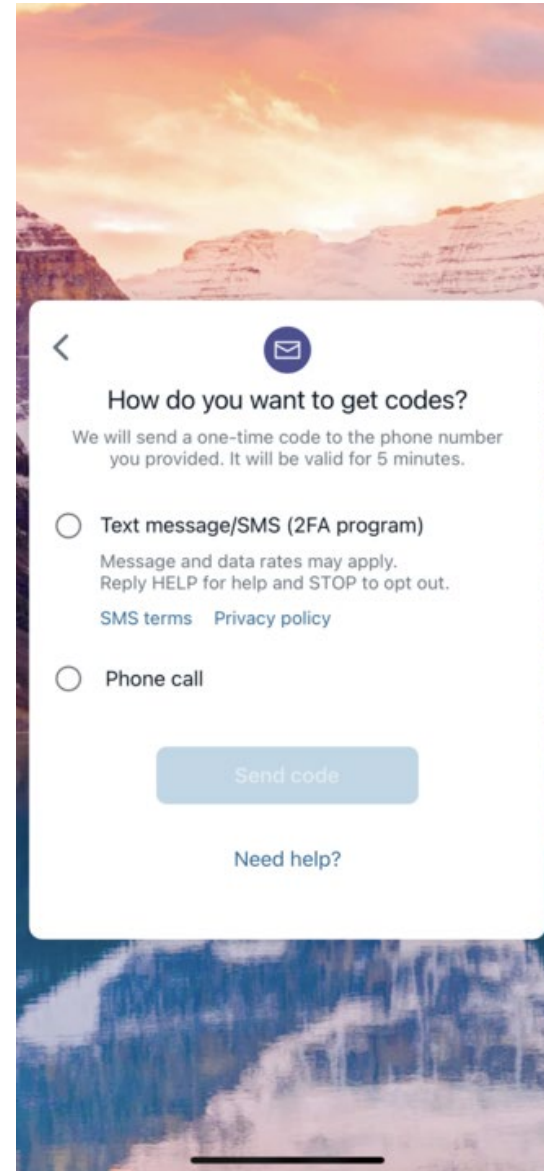 How do you want to get codes?
We will send a one-time code to the phone number
you provided. It will be valid for 5 minutes.
Text message/SMS (2FA program)
Message and data rates may apply.
Reply HELP for help and STOP to opt out.
SMS terms Privacy policy
Phone call
Send code
Need help?